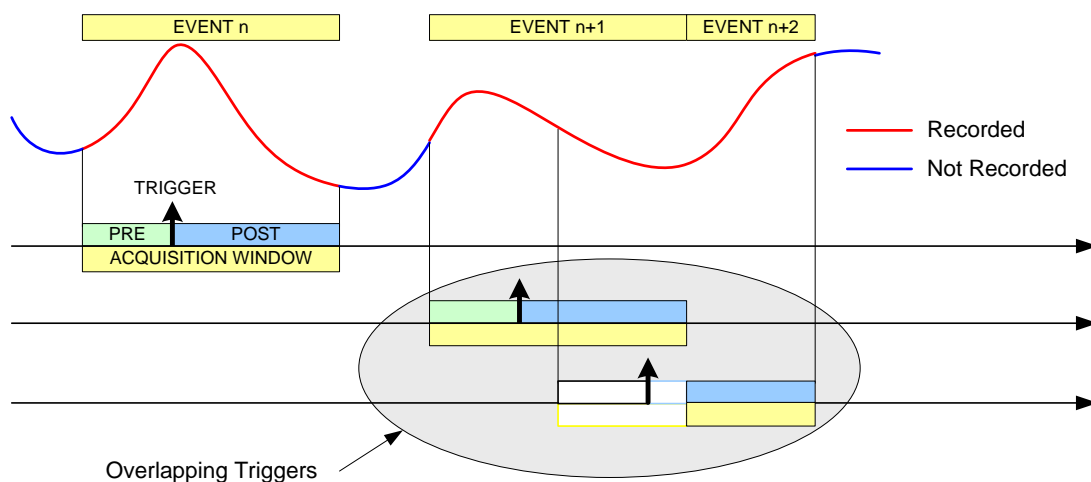 EVENT n
EVENT n+1
EVENT n+2
Recorded
Not Recorded
TRIGGER
PRE
POST
ACQUISITION WINDOW
Overlapping Triggers